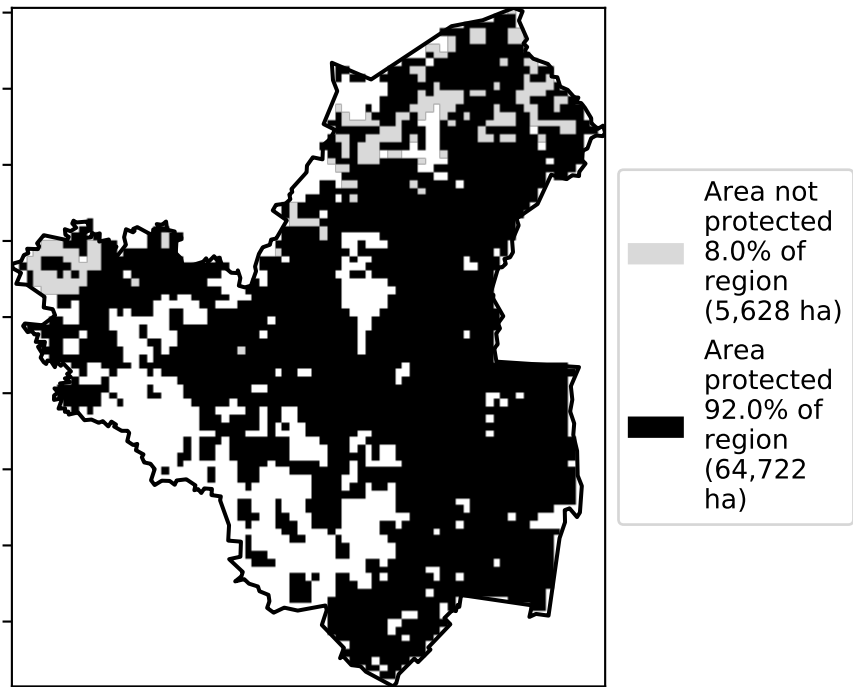 Area not
protected
8.0% of
region
(5,628 ha)
Area
protected
92.0% of
region
(64,722
ha)